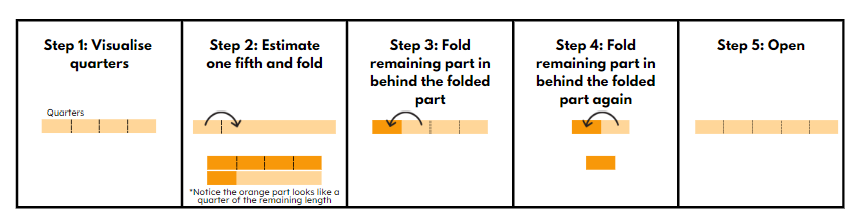 Step 1: Visualise
quarters
Quarters
Step 2: Estimate
one fifth and fold
*Notice the orange part looks like a
quarter of the remaining length
Step 3: Fold
remaining part in
behind the folded
part
Step 4: Fold
remaining part in
behind the folded
part again
Step 5: Open